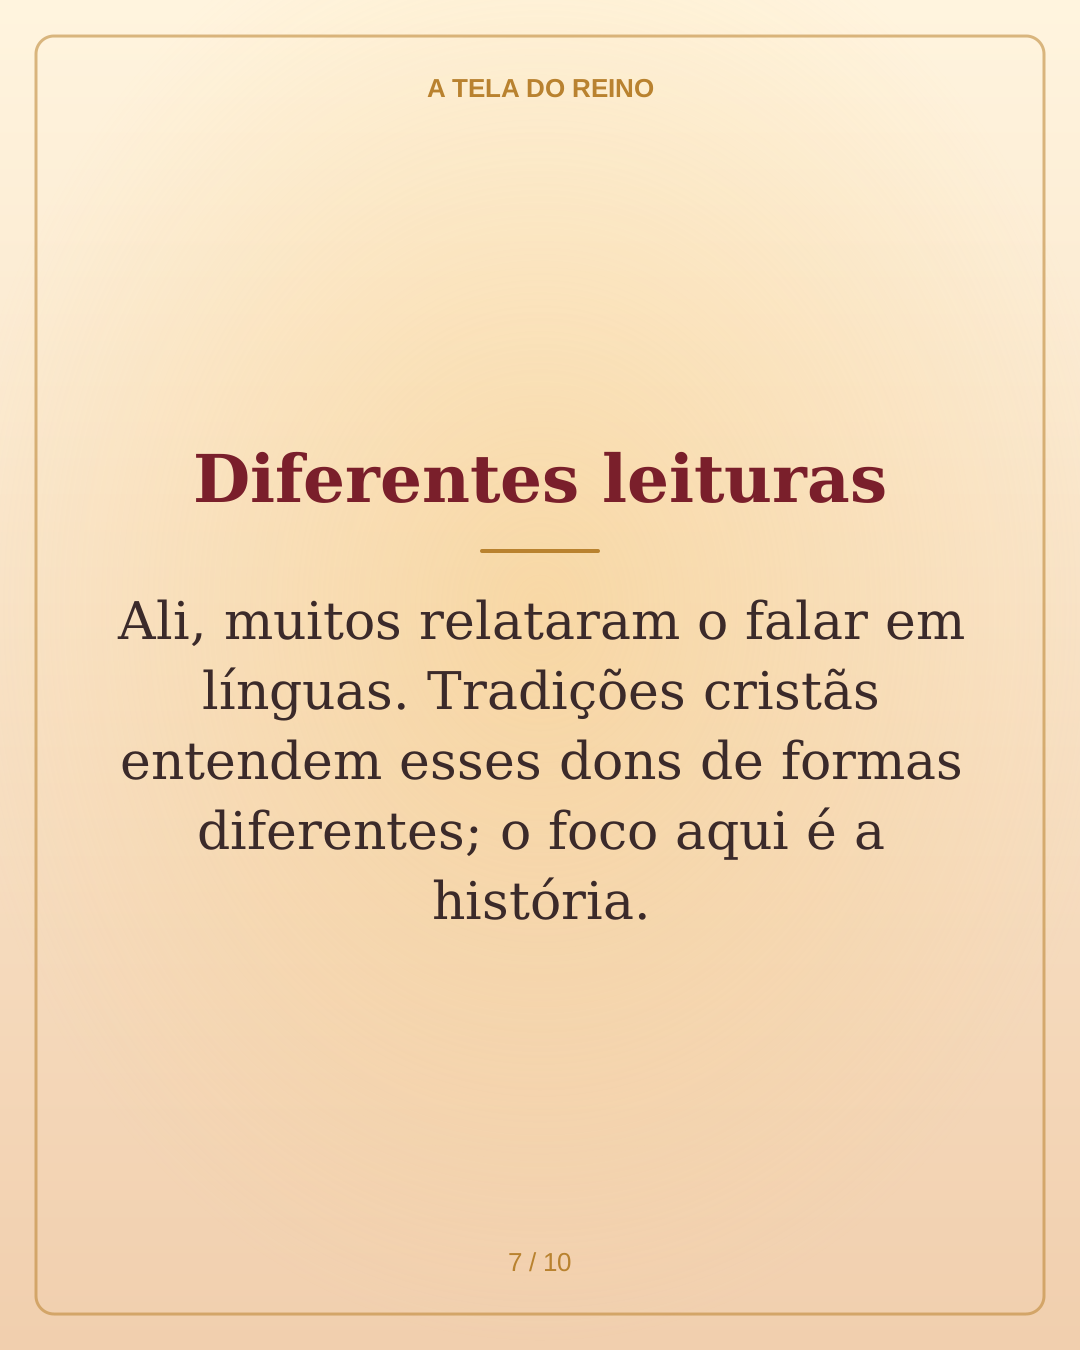 A TELA DO REINO
Diferentes leituras
Ali, muitos relataram o falar em
línguas. Tradições cristãs
entendem esses dons de formas
diferentes; o foco aqui é a
história.
7 / 10